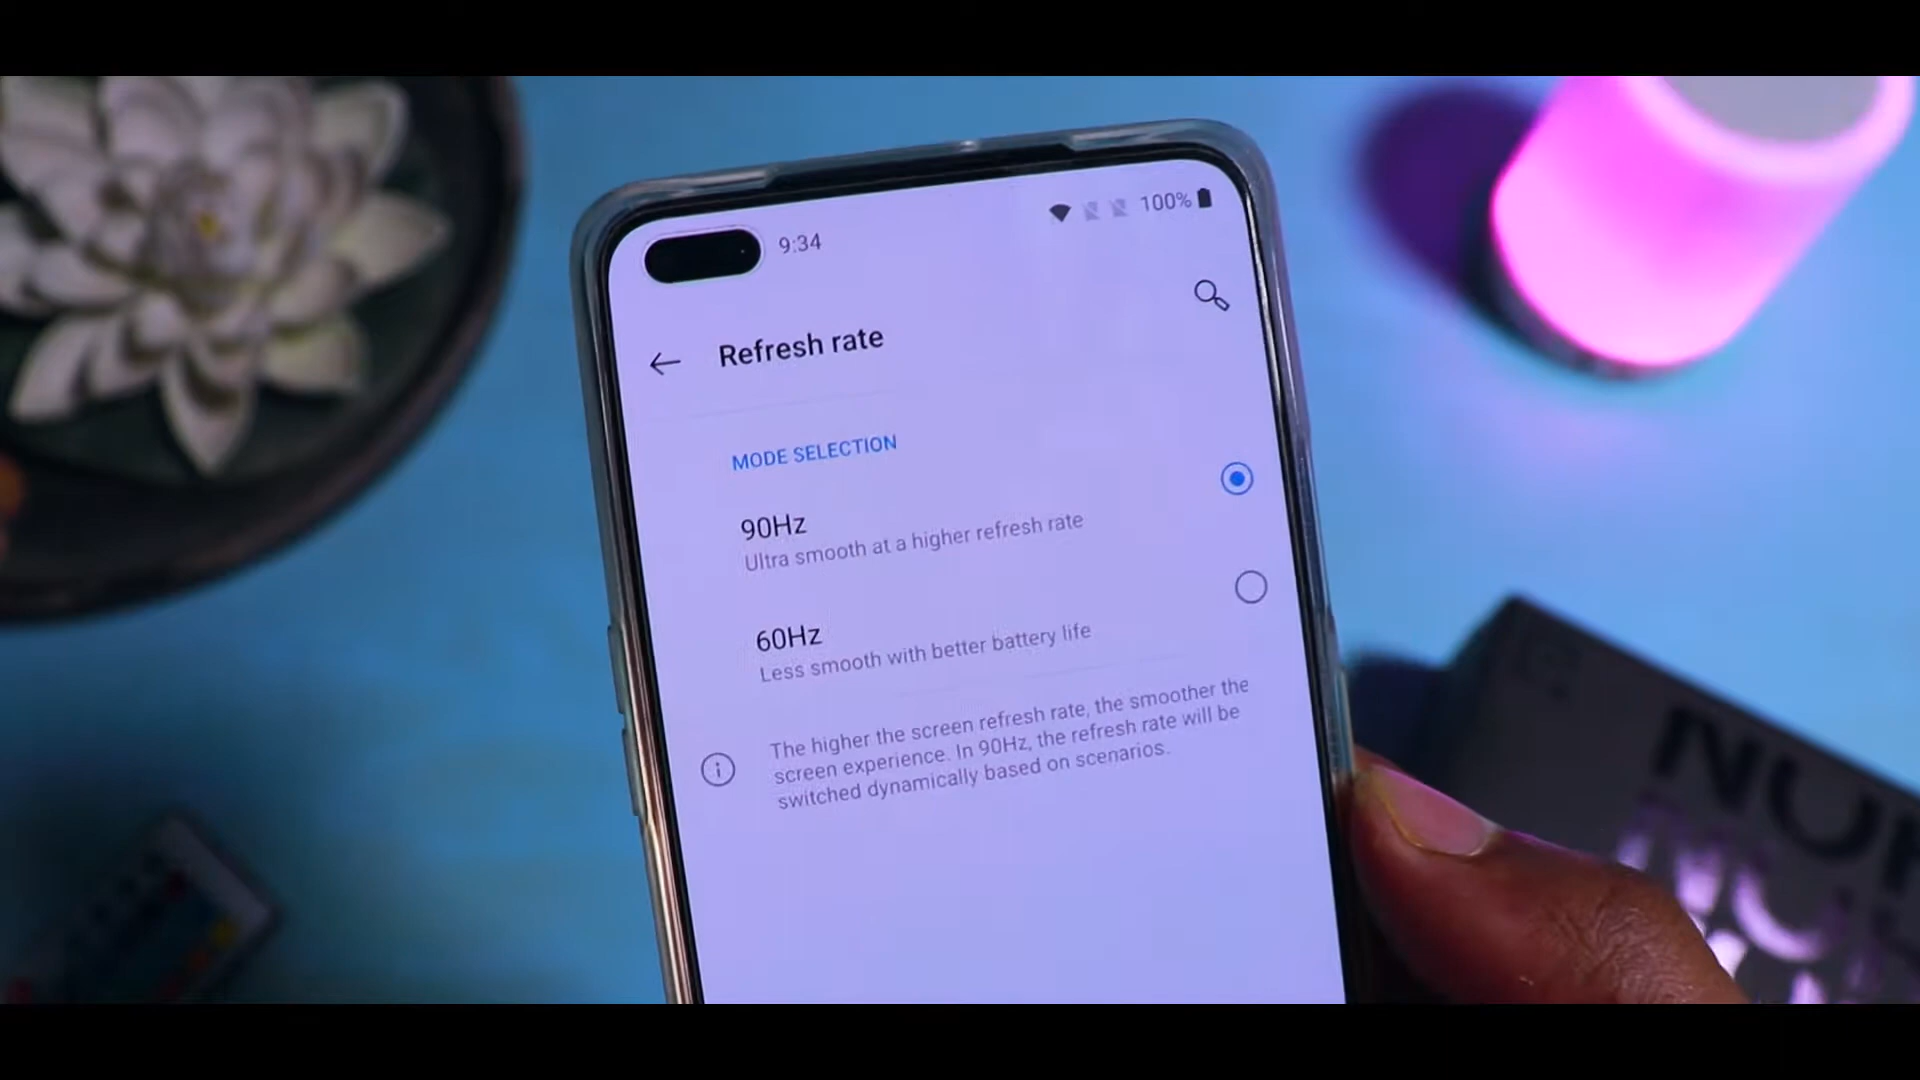 9:34
100%
Refresh rate
MODE SELECTION
90Hz
Ultra smooth at a higher refresh rate
60Hz
Less smooth with better battery life
The higher the screen refresh rate, the smoother the
screen experience. In 90Hz, the refresh rate will be
switched dynamically based on scenarios.